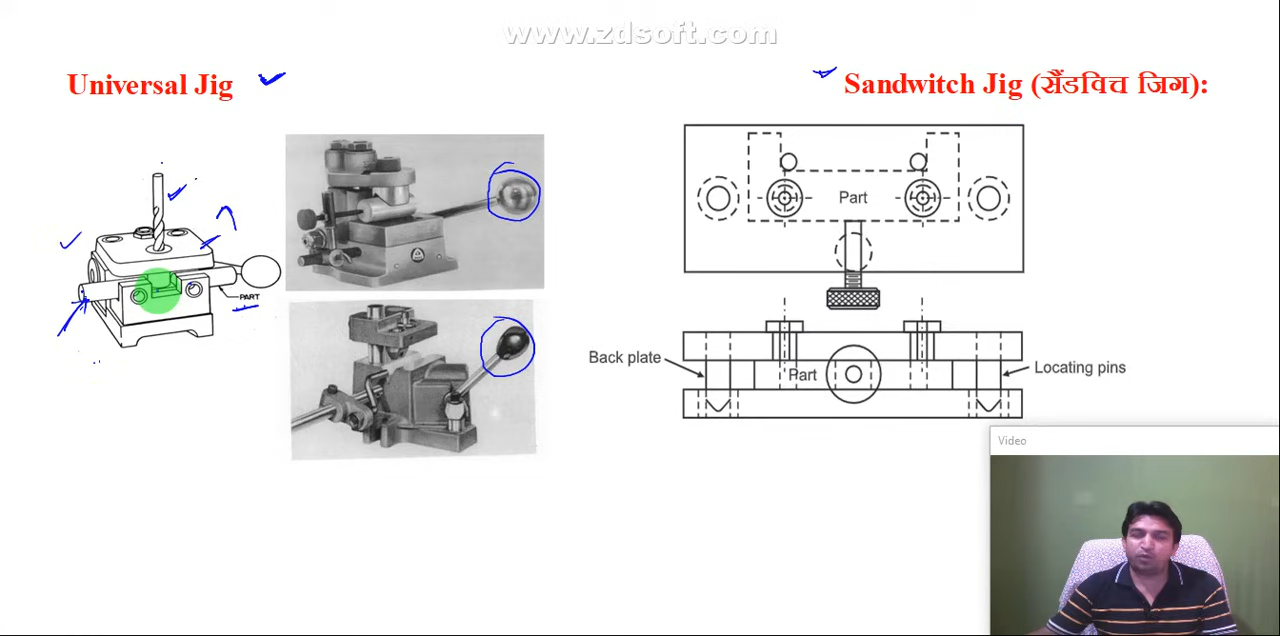 www.zdsoft.com
Universal Jig
Sandwitch Jig (सैंडविच जिग):
PART
Part
Back plate
Part
Locating pins
Video